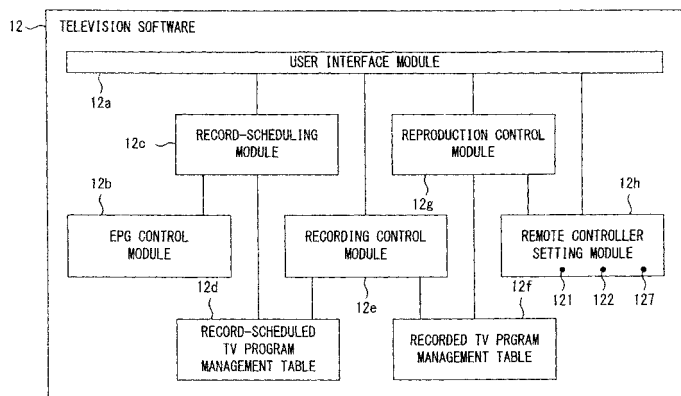 12
TELEVISION SOFTWARE
USER INTERFACE MODULE
12a
12c
RECORD-SCHEDULING
MODULE
REPRODUCTION CONTROL
MODULE
12b
12g
12h
EPG CONTROL
MODULE
RECORDING CONTROL
MODULE
REMOTE CONTROLLER
SETTING MODULE
12d
12e
12f
121
122
127
RECORD-SCHEDULED
TV PROGRAM
MANAGEMENT TABLE
RECORDED TV PRGRAM
MANAGEMENT TABLE